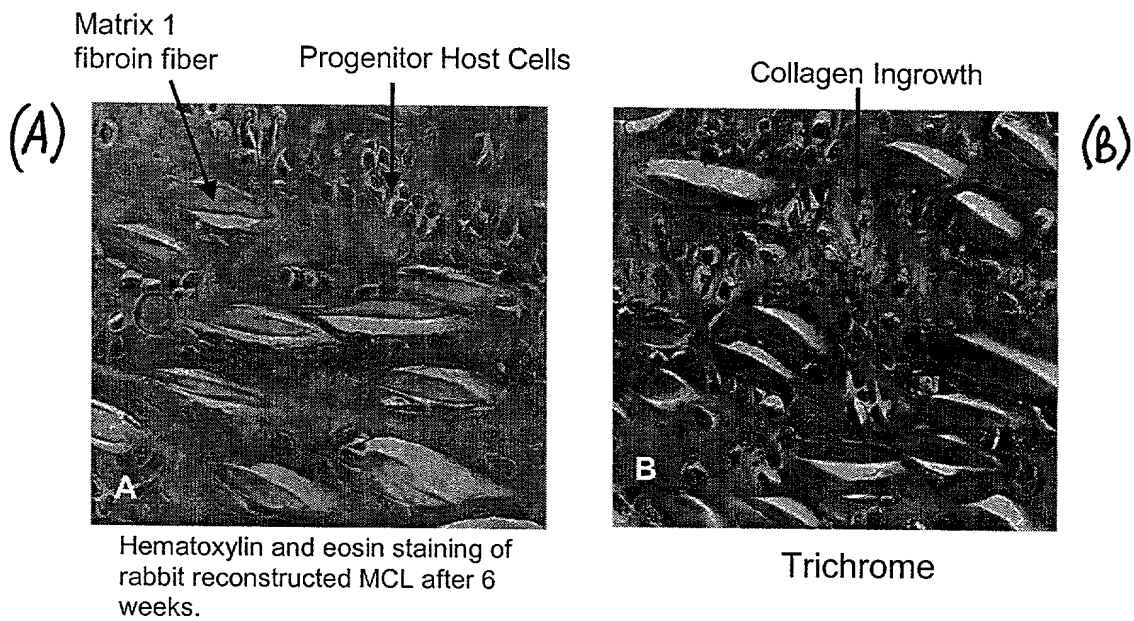 Matrix 1
fibroin fiber
Progenitor Host Cells
Collagen Ingrowth
(A)
(B)
A
B
Hematoxylin and eosin staining of
rabbit reconstructed MCL after 6
weeks.
Trichrome